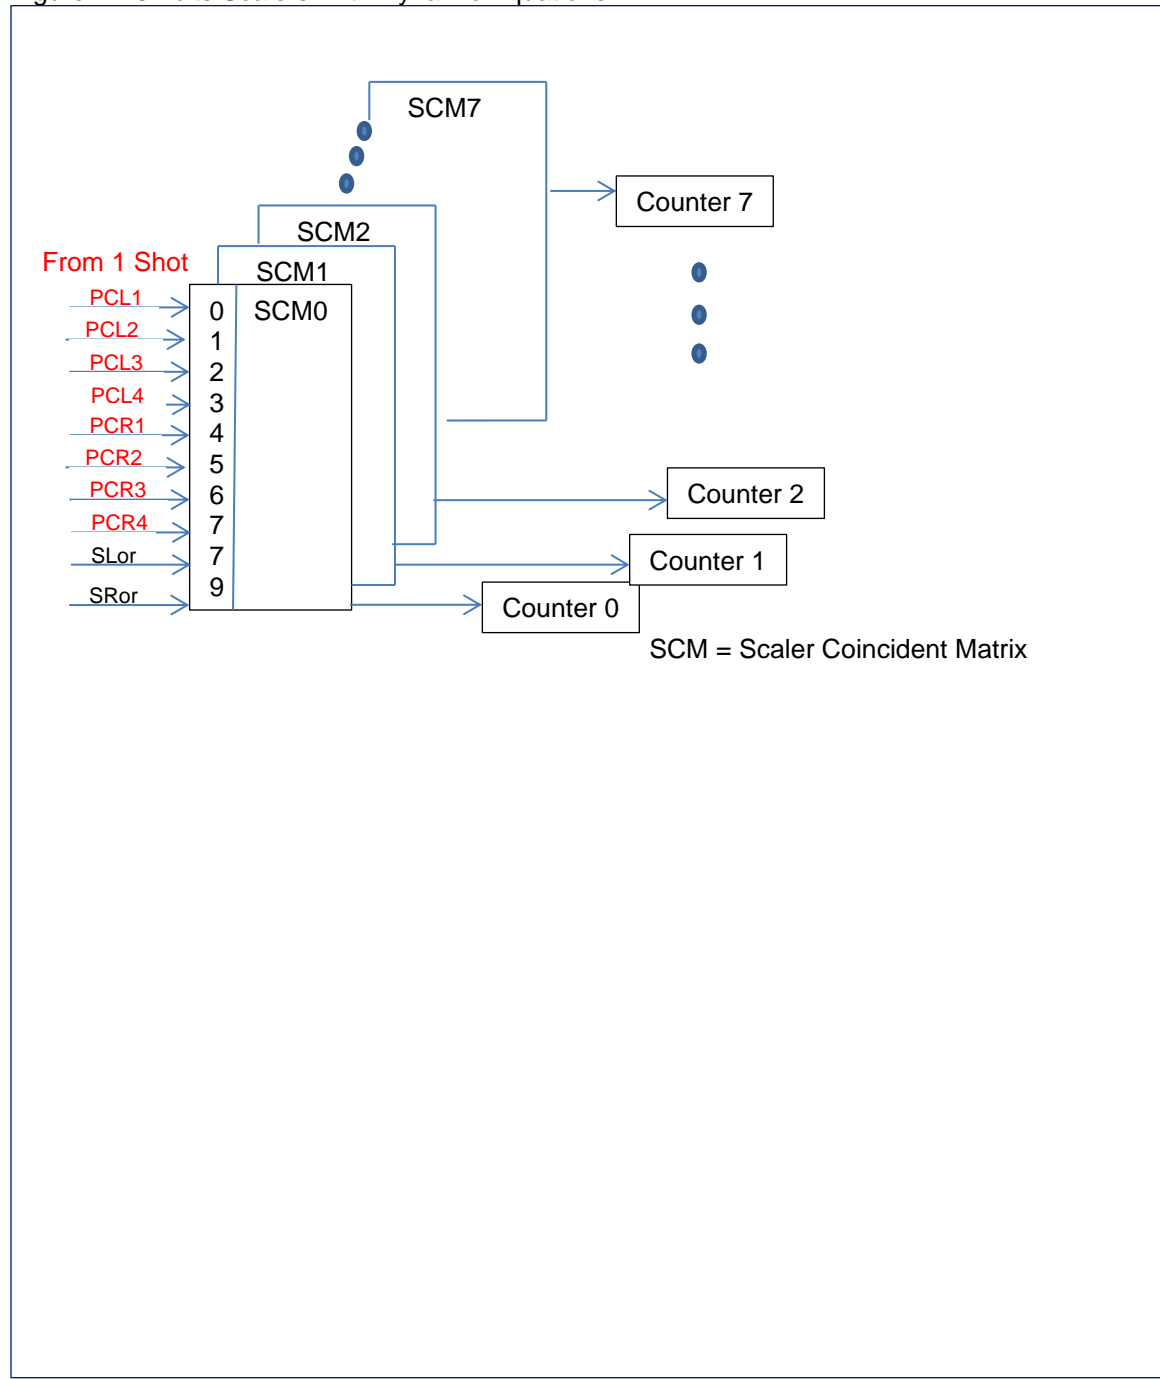 SCM7
Counter 7
SCM2
From 1 Shot
SCM1
PCL1
0
SCM0
PCL2
1
PCL3
2
PCL4
3
PCR1
4
PCR2
5
Counter 2
PCR3
6
PCR4
7
SLor
7
Counter 1
SRor
9
Counter 0
SCM = Scaler Coincident Matrix